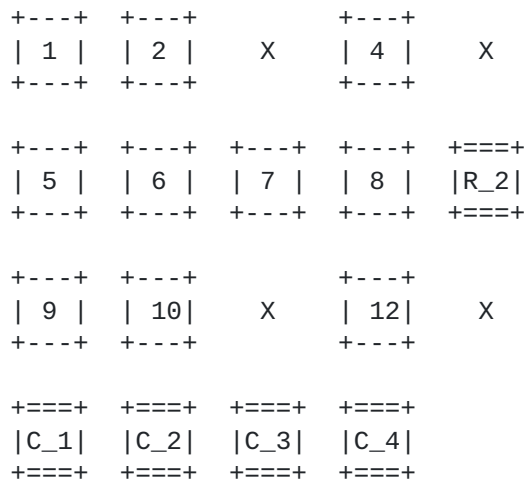 +---+ +---+ +---+
| 1 | | 2 | X | 4 | X
+---+ +---+ +---+
+---+ +---+ +---+ +---+ +===+
| 5 | | 6 | | 7 | | 8 | |R_2|
+---+ +---+ +---+ +---+ +===+
+---+ +---+ +---+
| 9 | | 10| X | 12| X
+---+ +---+ +---+
+===+ +===+ +===+ +===+
|C_1| |C_2| |C_3| |C_4|
+===+ +===+ +===+ +===+